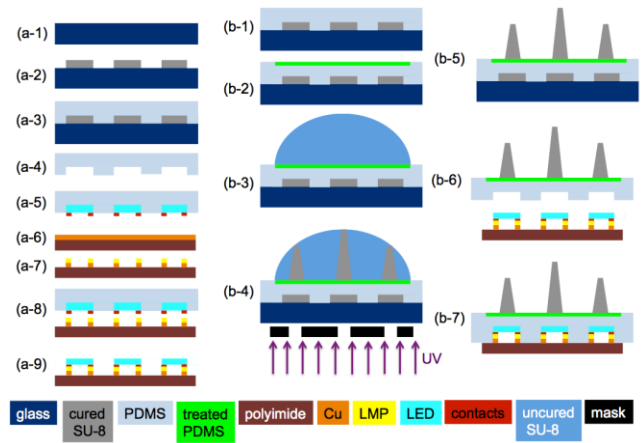 (a-1)
(a-2)
(a-3)
(a-4)
(a-5)
(a-6)
(a-7)
(a-8)
(a-9)
(b-1)
(b-2)
(b-3)
(b-4)
UV
(b-5)
(b-6)
(b-7)
glass cured SU-8 PDMS treated PDMS polyimide Cu LMP LED contacts uncured SU-8 mask